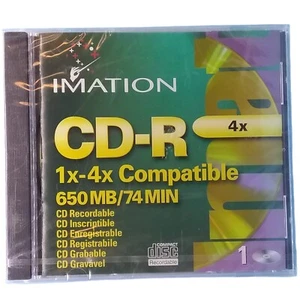 IMATION
CD-R
4x
1x-4x Compatible
650 MB/74 MIN
CD Recordable
CD Inscriptible
CD Enregistrable
CD Registrabile
CD Grabable
CD Gravável
COMPACT
disc
Recordable
1